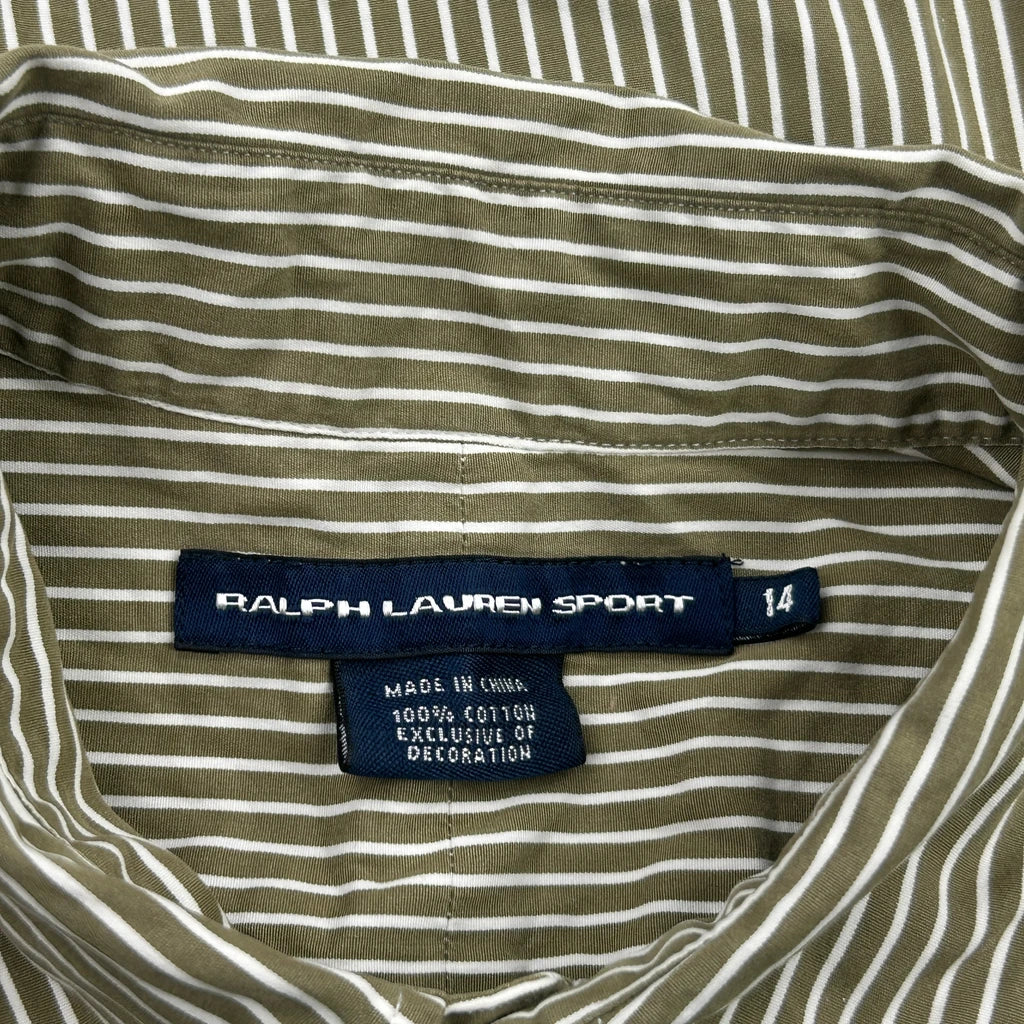 RALPH LAUREN SPORT
14
MADE IN CHINA
100% COTTON
EXCLUSIVE OF
DECORATION